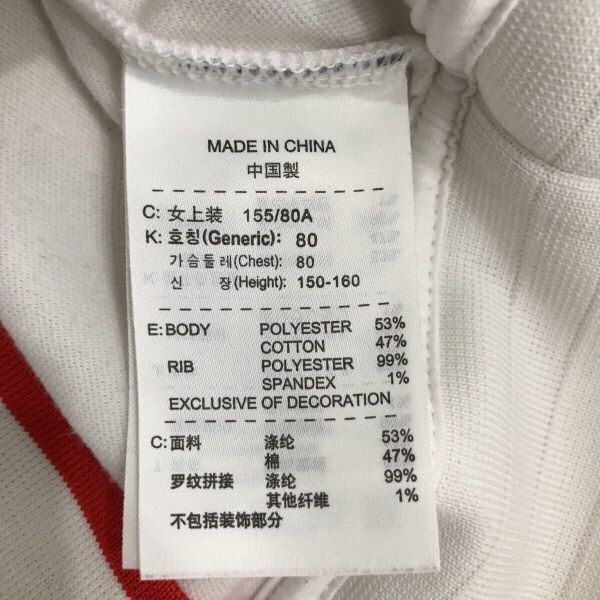 MADE IN CHINA
中国製
C: 女上装 155/80A
K: 호칭(Generic): 80
가슴둘레(Chest): 80
신 장(Height): 150-160
E: BODY POLYESTER 53%
COTTON 47%
RIB POLYESTER 99%
SPANDEX 1%
EXCLUSIVE OF DECORATION
C: 面料 涤纶 53%
棉 47%
罗纹拼接 涤纶 99%
其他纤维 1%
不包括装饰部分